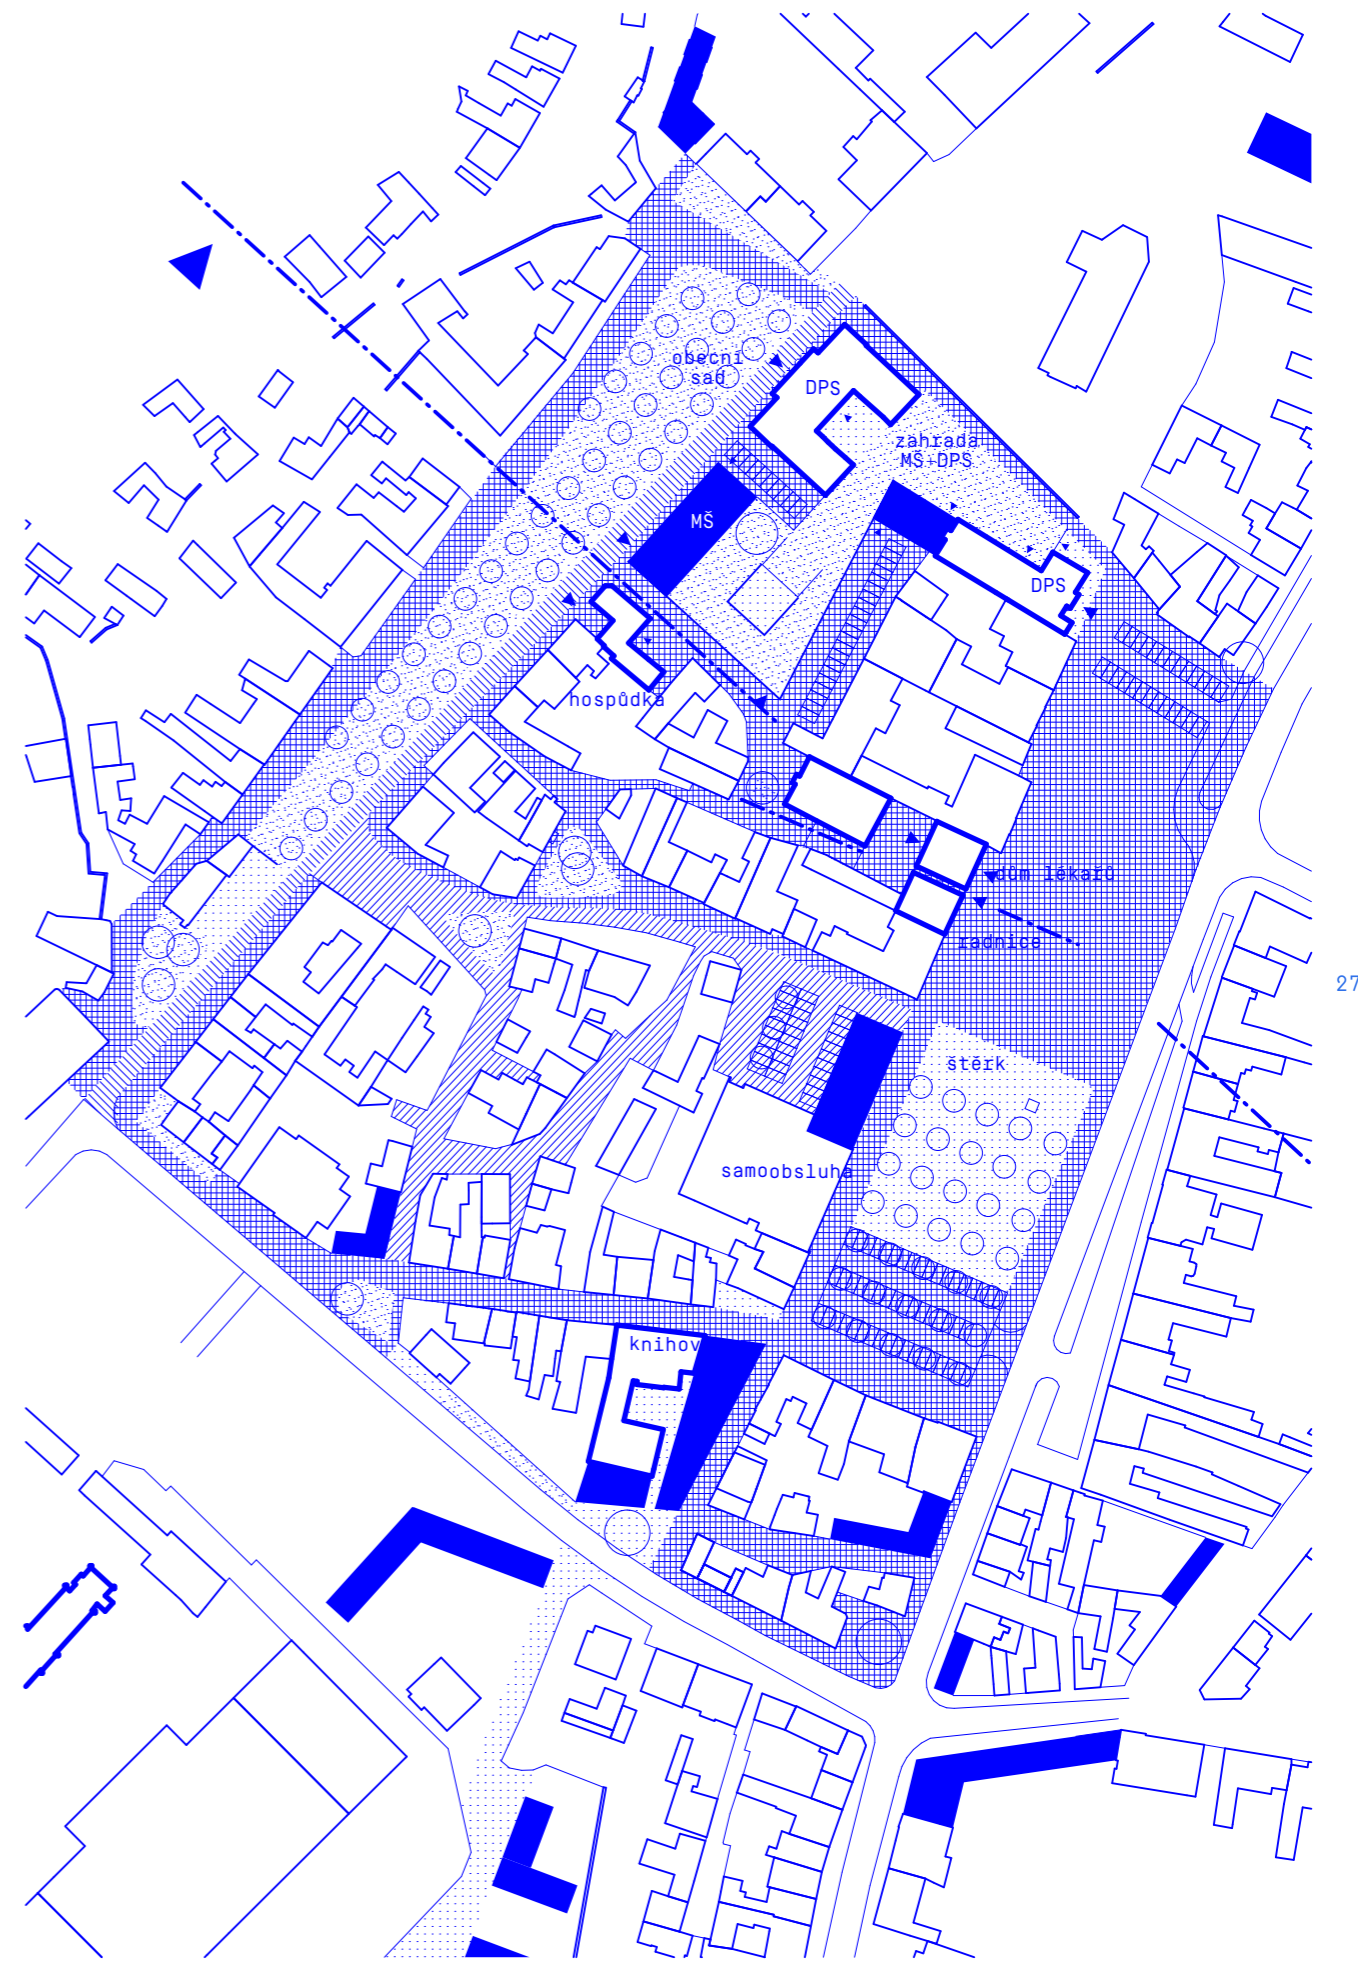 obecní
sad
DPS
zahrada
MŠ+DPS
MŠ
DPS
hospůdka
dům lékařů
radnice
27
štěrk
samoobsluha
knihov